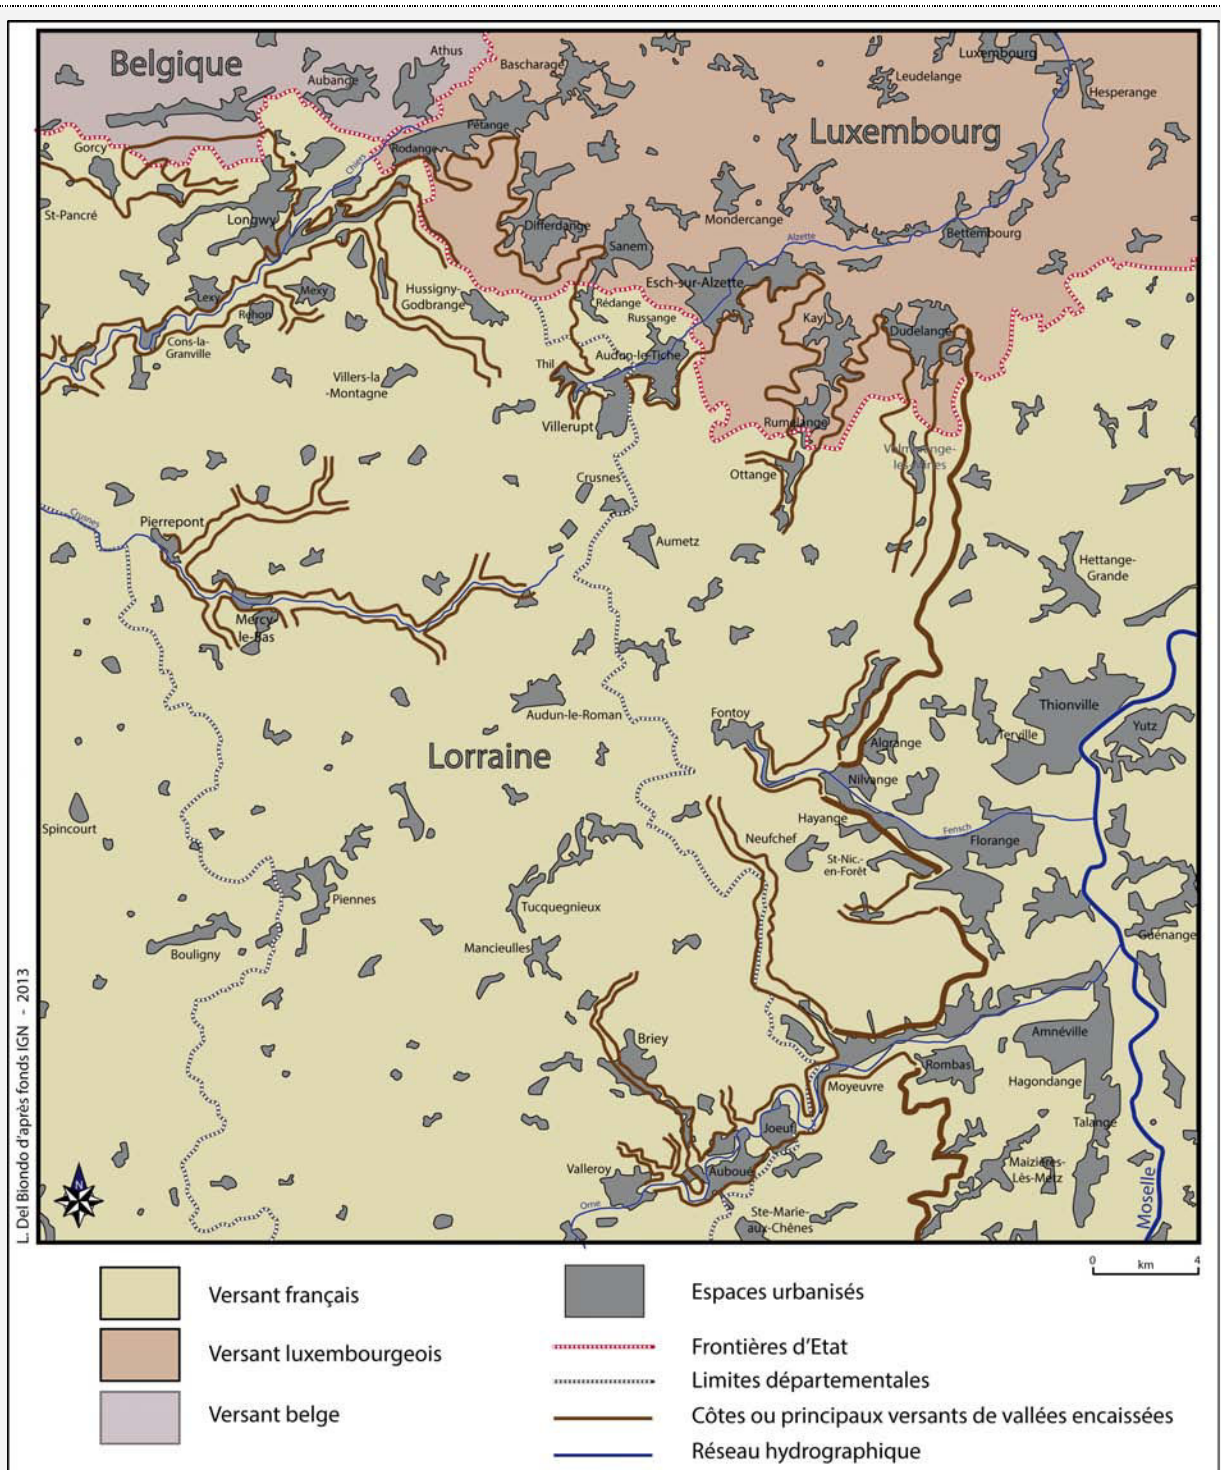 Belgique
Athus
Aubange
Bascharage
Luxembourg
Leudelange
Hesperange
Pétange
Luxembourg
Gorcy
Rodange
Chiers
St-Pancré
Longwy
Differdange
Mondercange
Sanem
Alzette
Bettembourg
Lexy
Mexy
Hussigny-
Godbrange
Esch-sur-Alzette
Rédange
Russange
Rehon
Kayl
Dudelange
Cons-la-
Granville
Thil
Audun-le-Tiche
Villers-la
-Montagne
Villerupt
Rumelange
Volmerange-
les-Mines
Ottange
Crusnes
Crusnes
Pierrepont
Aumetz
Hettange-
Grande
Mercy-
le-Bas
Audun-le-Roman
Fontoy
Thionville
Yutz
Terville
Algrange
Lorraine
Nilvange
Spincourt
Hayange
Fensch
Neufchef
Florange
St-Nic.-
en-Forêt
Piennes
Tucquegnieux
Bouligny
Mancieulles
Guénange
Briey
Amnéville
Rombas
Moyeuvre
Hagondange
Joeuf
Talange
Valleroy
Auboué
Maizières-
Lès-Metz
Orne
Ste-Marie-
aux-Chênes
Moselle
N
L. Del Biondo d'après fonds IGN - 2013
0 km 4
Versant français
Versant luxembourgeois
Versant belge
Espaces urbanisés
Frontières d'Etat
Limites départementales
Côtes ou principaux versants de vallées encaissées
Réseau hydrographique